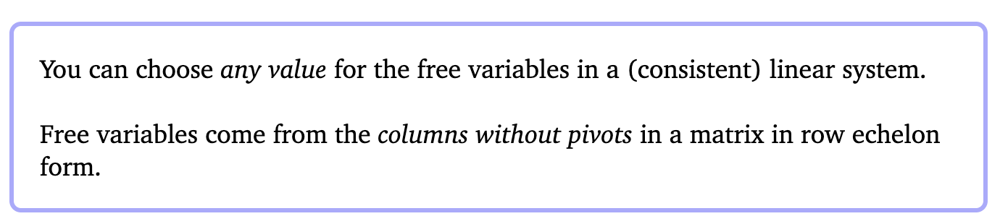 You can choose any value for the free variables in a (consistent) linear system.
Free variables come from the columns without pivots in a matrix in row echelon
form.